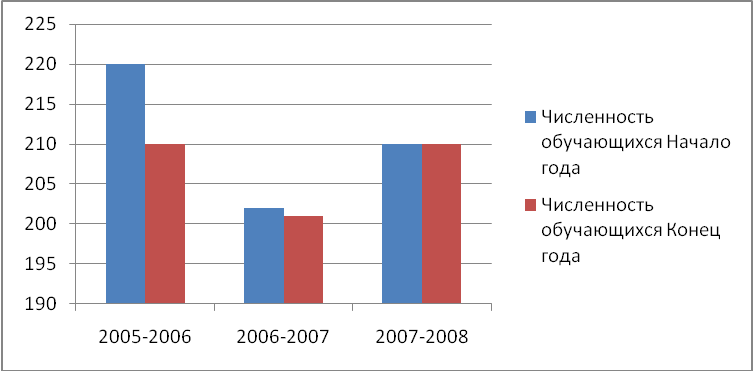 225
220
215
210
205
200
195
190
2005-2006
2006-2007
2007-2008
Численность
обучающихся Начало
года
Численность
обучающихся Конец
года